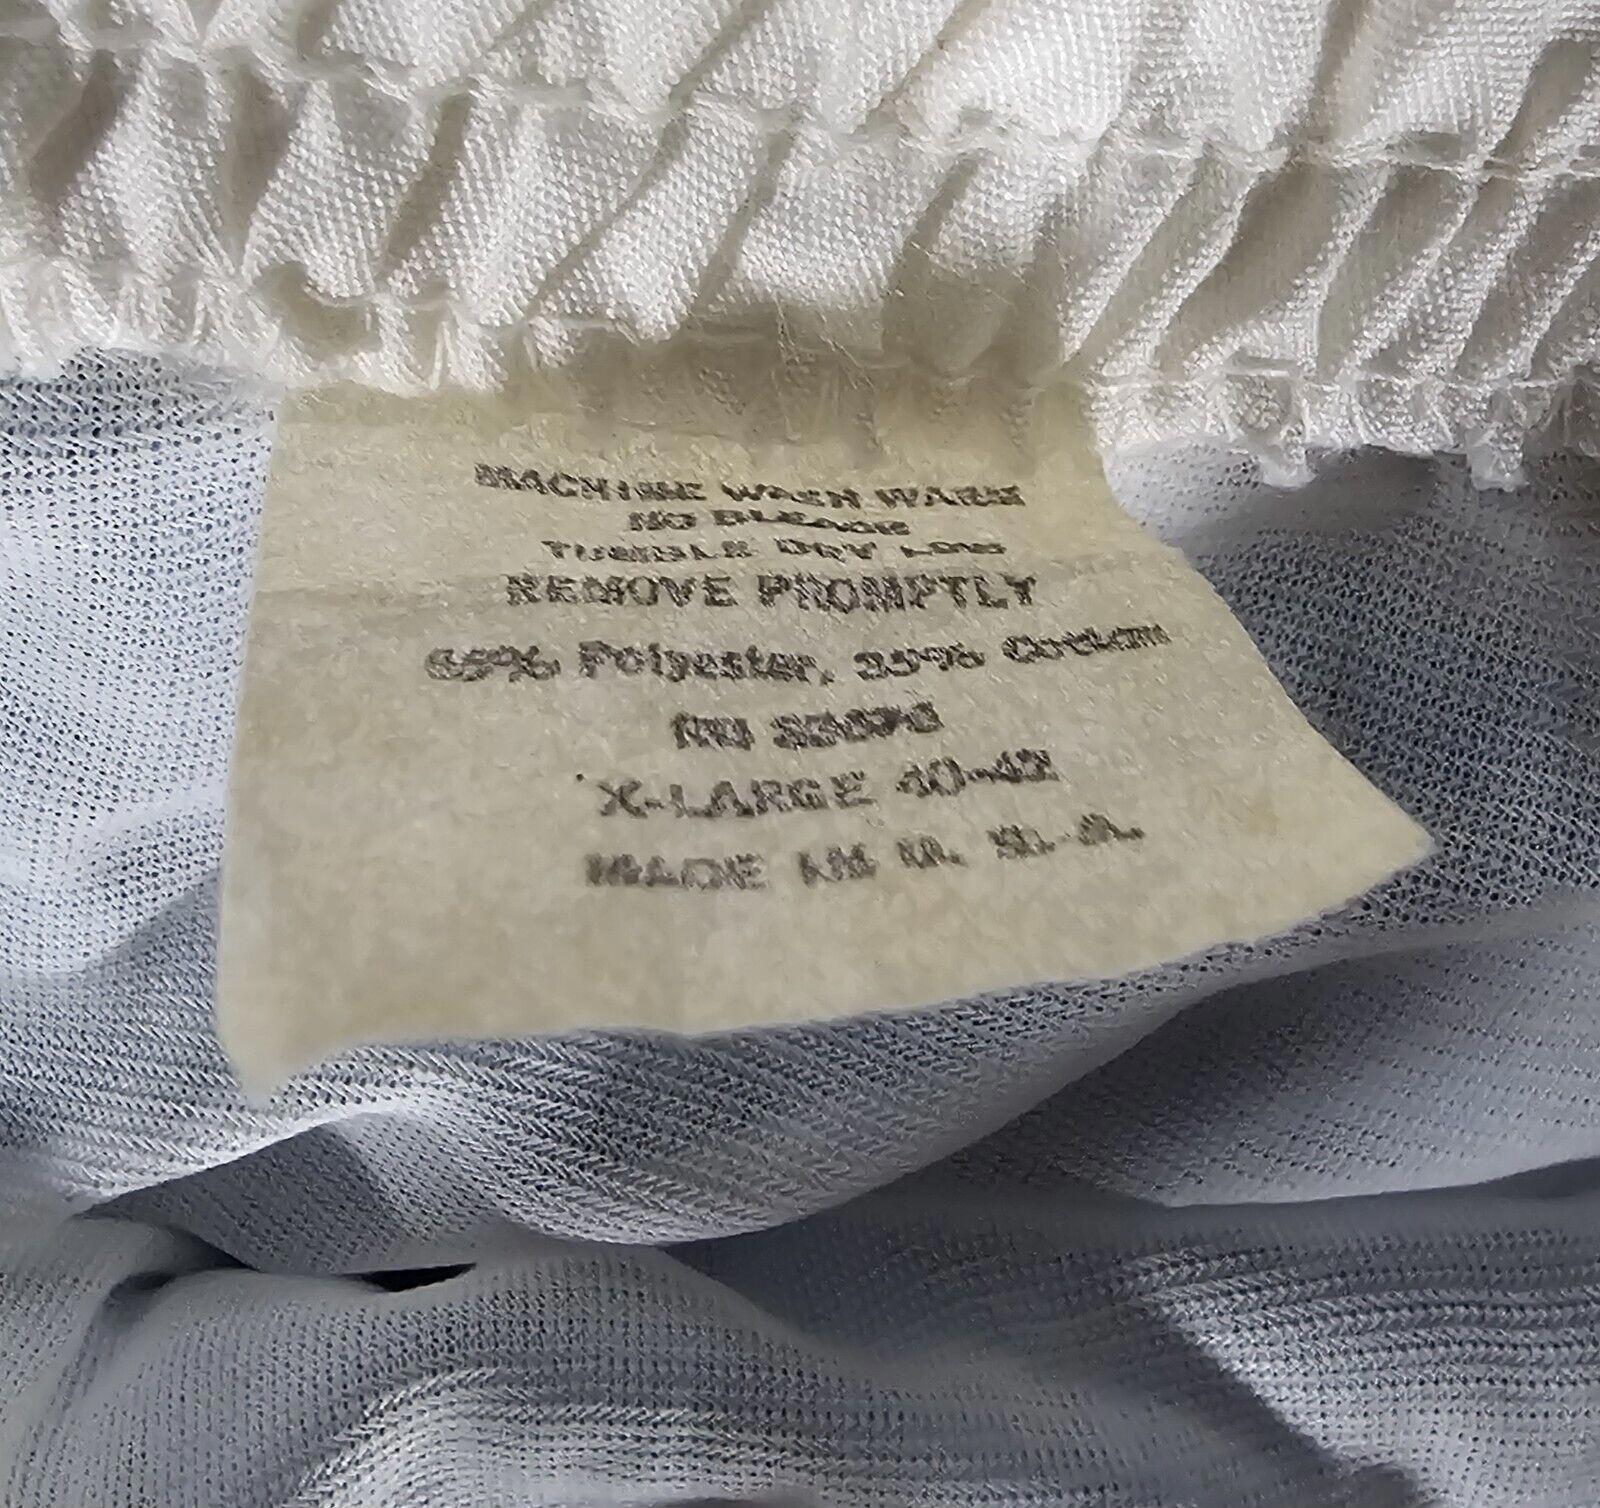 MACHINE WASH WARM
NO BLEACH
TUMBLE DRY LOW
REMOVE PROMPTLY
65% Polyester, 35% Cotton
X-LARGE 40-42
MADE IN U. S. A.